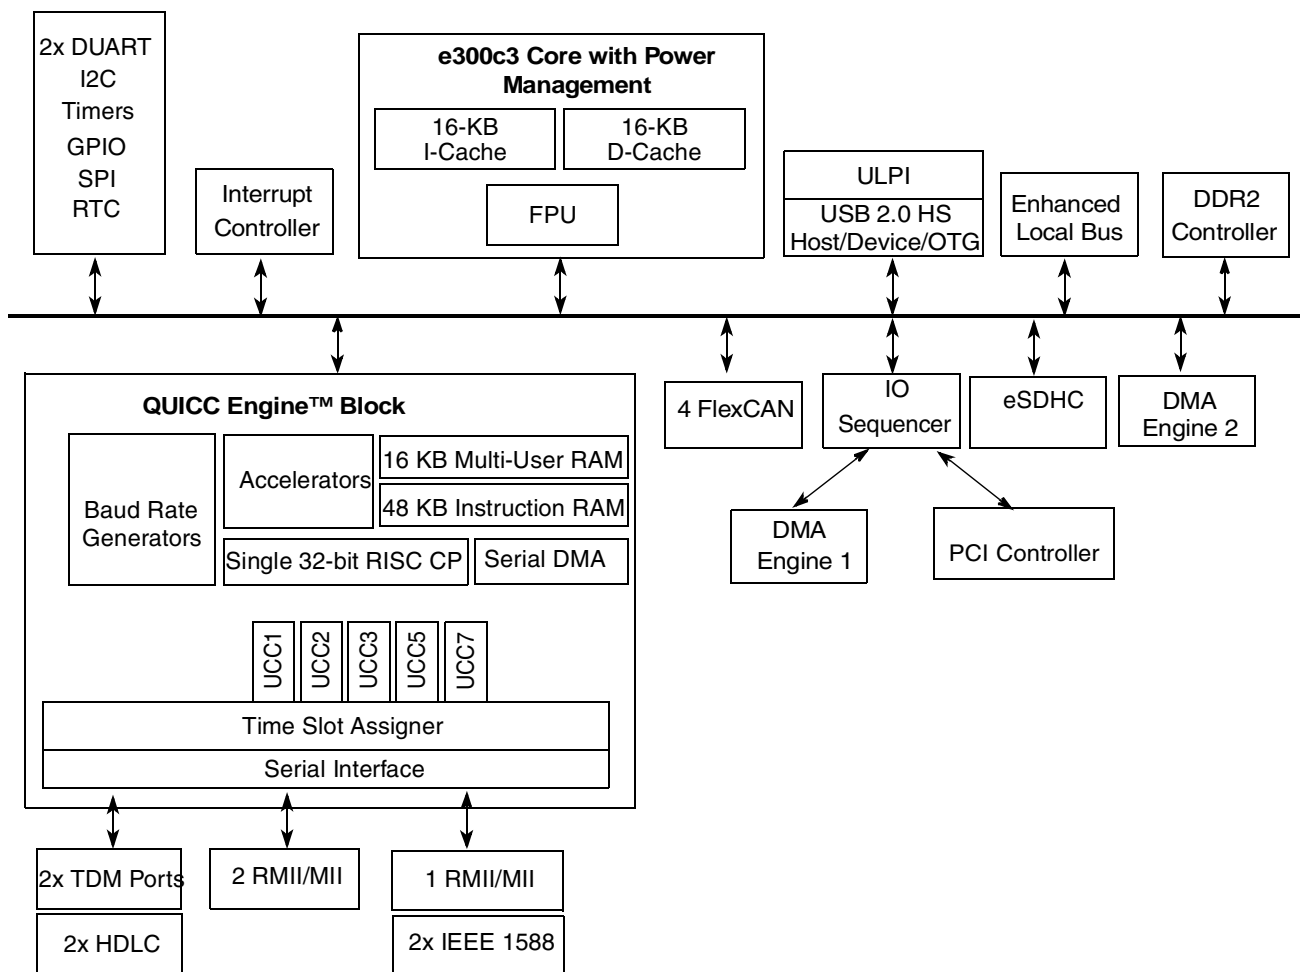 2x DUART
I2C
Timers
GPIO
SPI
RTC
Interrupt
Controller
e300c3 Core with Power
Management
16-KB
I-Cache
16-KB
D-Cache
FPU
ULPI
USB 2.0 HS
Host/Device/OTG
Enhanced
Local Bus
DDR2
Controller
QUICC Engine™ Block
Baud Rate
Generators
Accelerators
16 KB Multi-User RAM
48 KB Instruction RAM
Single 32-bit RISC CP
Serial DMA
UCC1
UCC2
UCC3
UCC5
UCC7
Time Slot Assigner
Serial Interface
4 FlexCAN
IO
Sequencer
eSDHC
DMA
Engine 2
DMA
Engine 1
PCI Controller
2x TDM Ports
2x HDLC
2 RMII/MII
1 RMII/MII
2x IEEE 1588